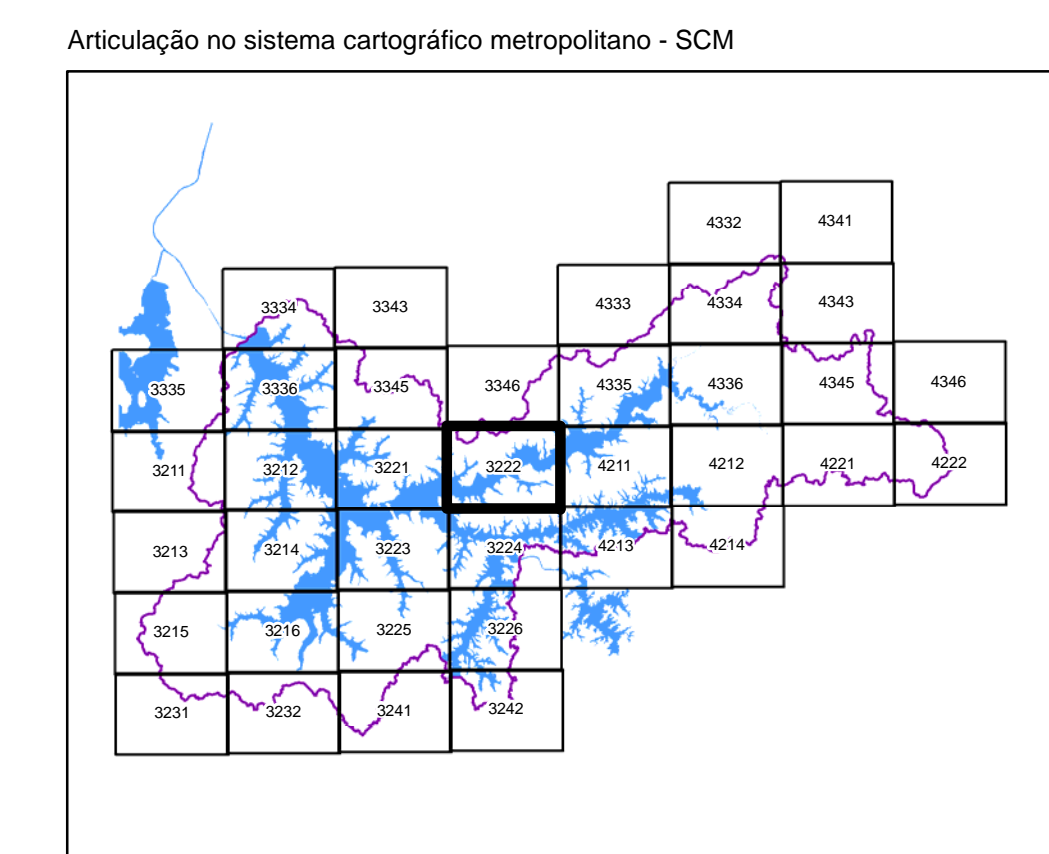 Articulação no sistema cartográfico metropolitano - SCM
4332 4341
3334 3343 4333 4334 4343
3335 3336 3345 3346 4335 4336 4345 4346
3211 3212 3221 3222 4211 4212 4221 4222
3213 3214 3223 3224 4213 4214
3215 3216 3225 3226
3231 3232 3241 3242